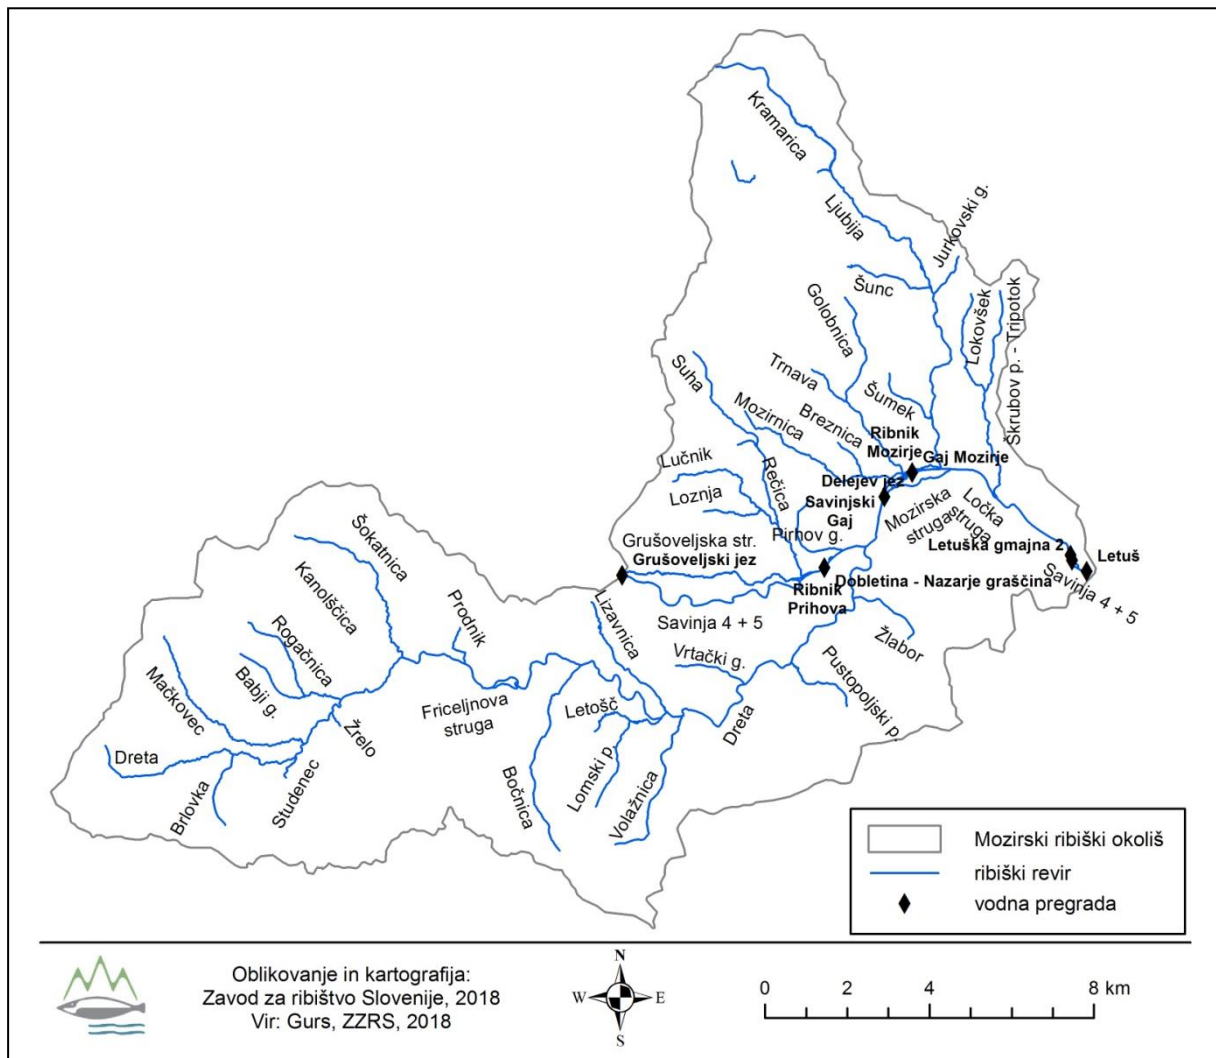 Kramarica
Ljubija
Jurkovski g.
Šunc
Golobnica
Lokovšek
Škrubov p. - Tripotok
Suha
Trnava
Šumek
Mozirnica
Breznica
Ribnik
Mozirje
Gaj Mozirje
Lučnik
Rečica
Delejev jez
Loznja
Savinjski
Gaj
Mozirska
struga
Ločka
struga
Pirhov g.
Grušoveljska str.
Grušoveljski jez
Letuška gmajna 2
Letuš
Savinja 4 + 5
Dobletina - Nazarje graščina
Ribnik
Prihova
Šokatnica
Kanolščica
Lizavnica
Savinja 4 + 5
Prodnik
Rogačnica
Vrtački g.
Žlabor
Pustopoljski p.
Mačkovec
Babji g.
Friceljnova
struga
Letošč
Dreta
Žrelo
Dreta
Lomski p.
Bočnica
Volažnica
Brlovka
Studenec
Mozirski ribiški okoliš
ribiški revir
vodna pregrada
Oblikovanje in kartografija:
Zavod za ribištvo Slovenije, 2018
Vir: Gurs, ZZRS, 2018
N
W
E
S
0 2 4 8 km